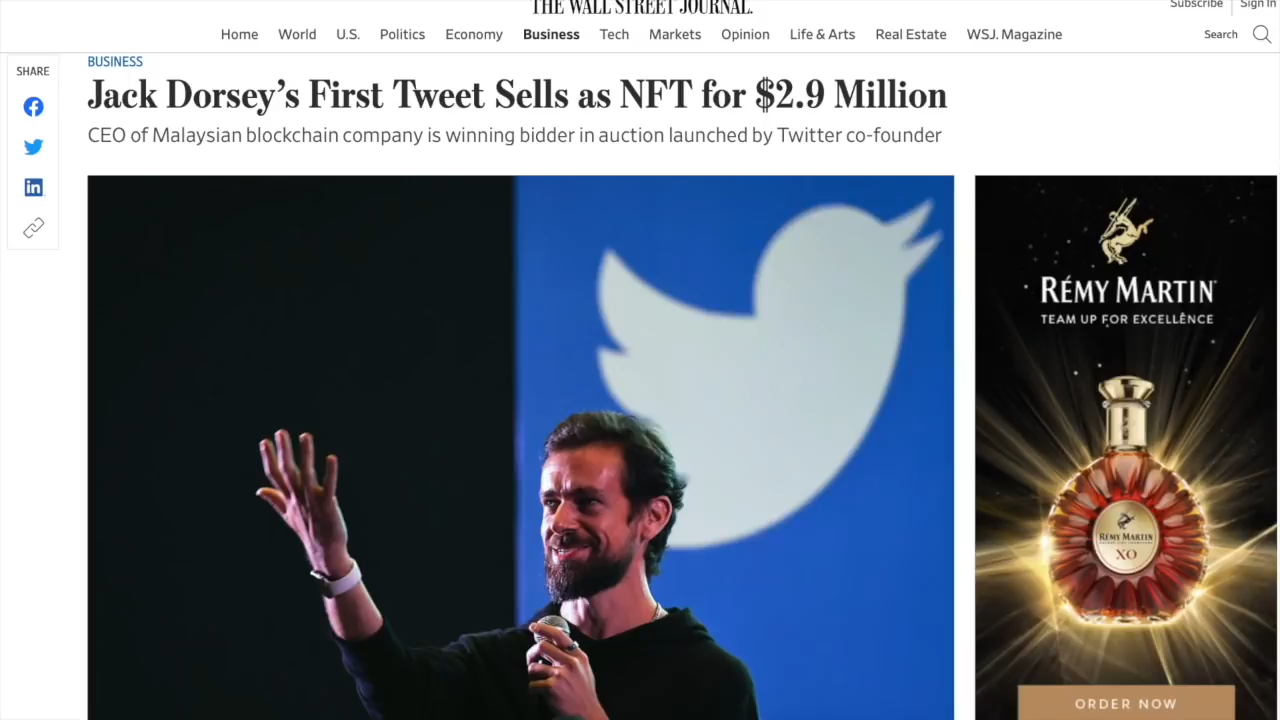 THE WALL STREET JOURNAL.
Subscribe
Sign In
Home World U.S. Politics Economy Business Tech Markets Opinion Life & Arts Real Estate WSJ. Magazine
Search
SHARE
BUSINESS
Jack Dorsey’s First Tweet Sells as NFT for $2.9 Million
CEO of Malaysian blockchain company is winning bidder in auction launched by Twitter co-founder
in
RÉMY MARTIN
TEAM UP FOR EXCELLENCE
RÉMY MARTIN
XO
ORDER NOW